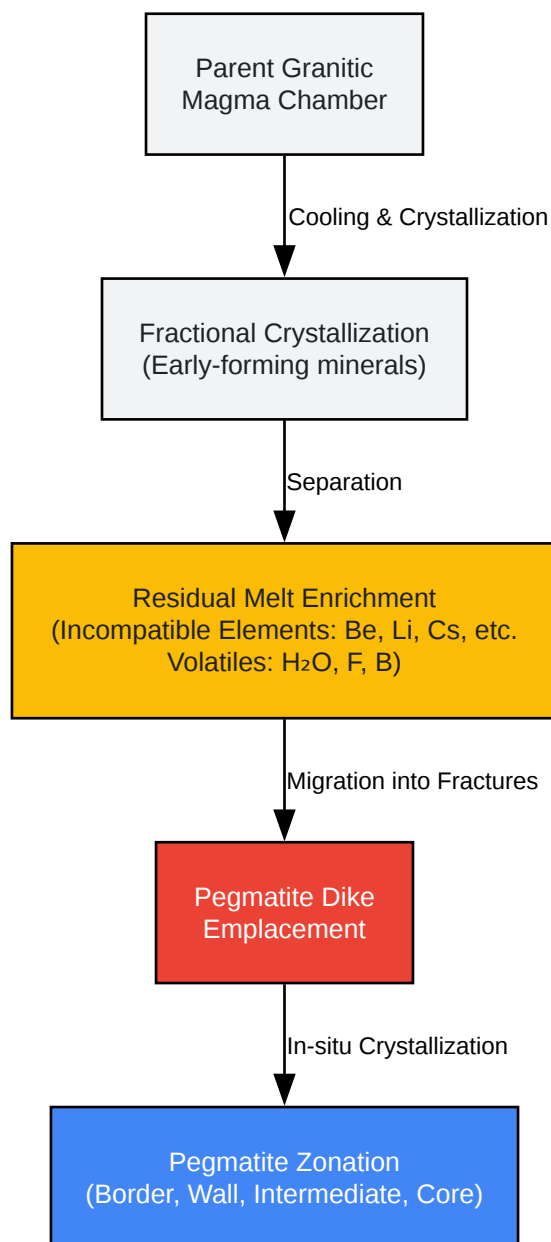 Parent Granitic
Magma Chamber
Cooling & Crystallization
Fractional Crystallization
(Early-forming minerals)
Separation
Residual Melt Enrichment
(Incompatible Elements: Be, Li, Cs, etc.
Volatiles: H₂O, F, B)
Migration into Fractures
Pegmatite Dike
Emplacement
In-situ Crystallization
Pegmatite Zonation
(Border, Wall, Intermediate, Core)